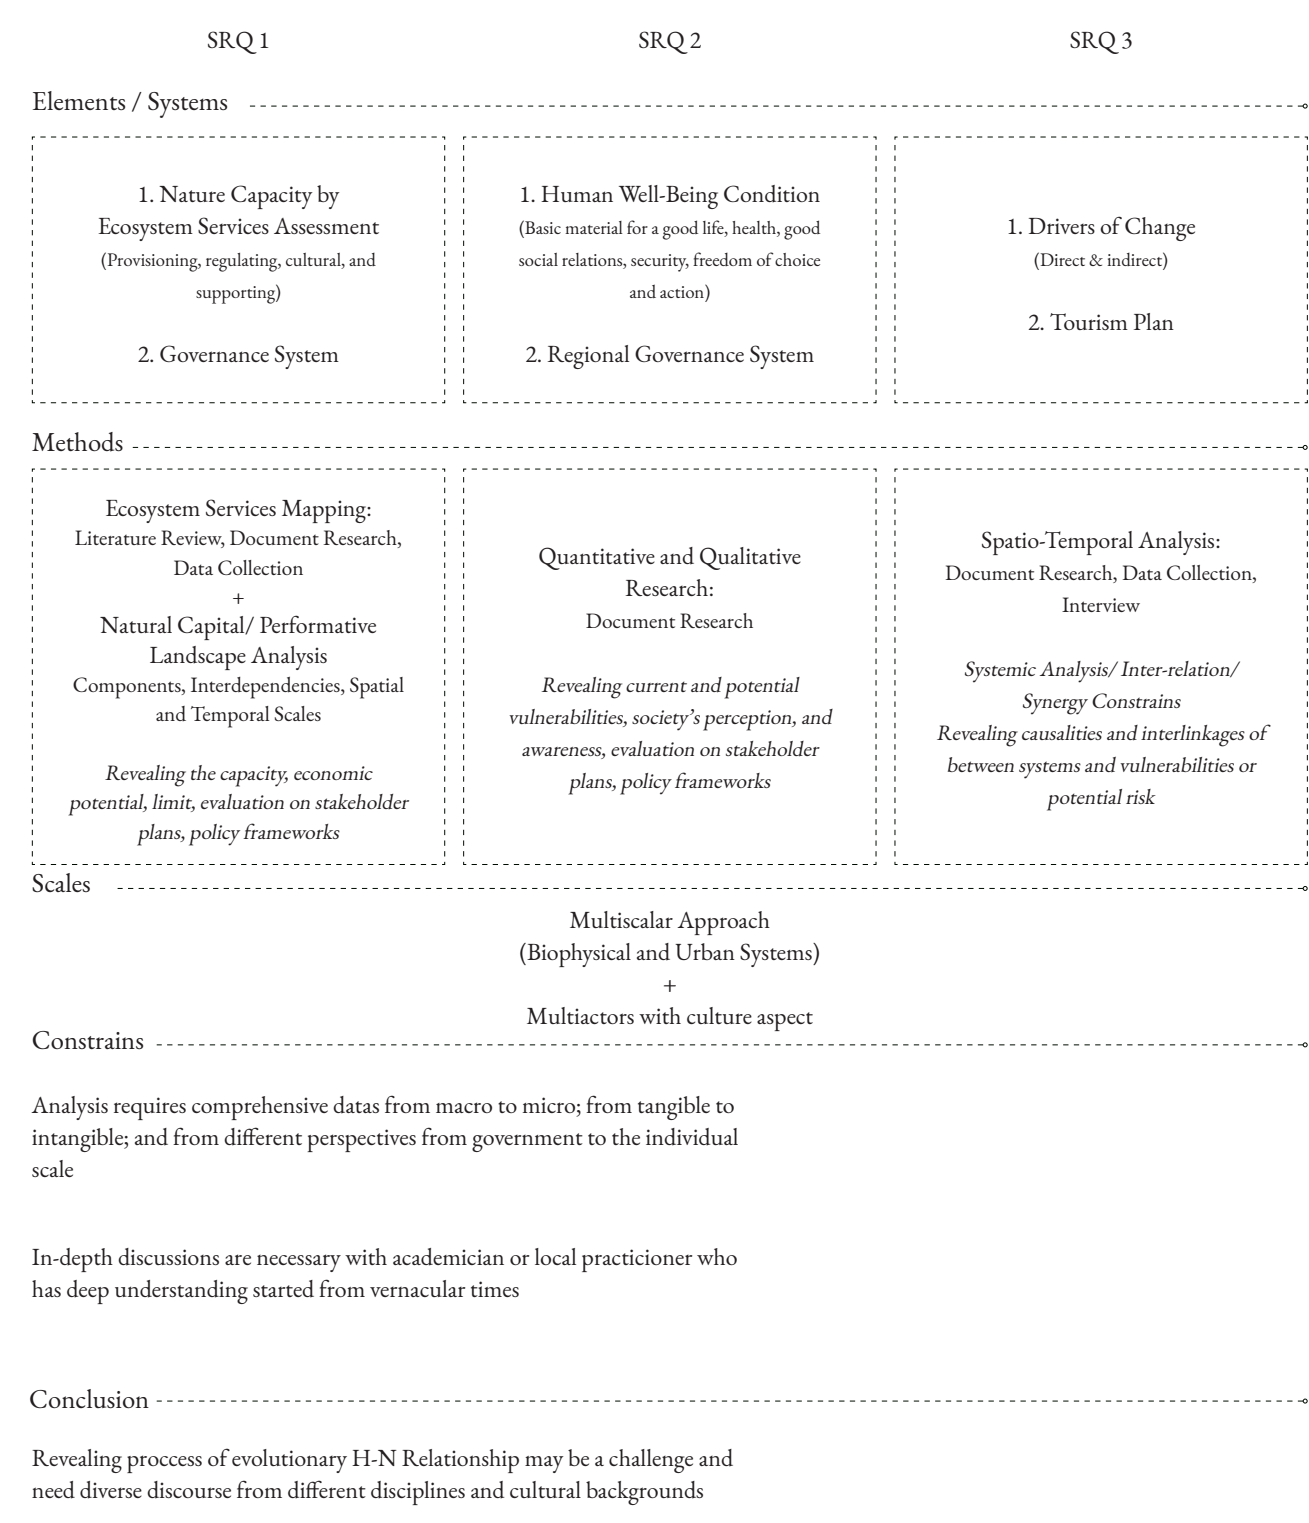 SRQ 1
SRQ 2
SRQ 3
Elements / Systems
1. Nature Capacity by
Ecosystem Services Assessment
(Provisioning, regulating, cultural, and
supporting)
2. Governance System
1. Human Well-Being Condition
(Basic material for a good life, health, good
social relations, security, freedom of choice
and action)
2. Regional Governance System
1. Drivers of Change
(Direct & indirect)
2. Tourism Plan
Methods
Ecosystem Services Mapping:
Literature Review, Document Research,
Data Collection
+
Natural Capital/ Performative
Landscape Analysis
Components, Interdependencies, Spatial
and Temporal Scales
Revealing the capacity, economic
potential, limit, evaluation on stakeholder
plans, policy frameworks
Quantitative and Qualitative
Research:
Document Research
Revealing current and potential
vulnerabilities, society's perception, and
awareness, evaluation on stakeholder
plans, policy frameworks
Spatio-Temporal Analysis:
Document Research, Data Collection,
Interview
Systemic Analysis/ Inter-relation/
Synergy Constrains
Revealing causalities and interlinkages of
between systems and vulnerabilities or
potential risk
Scales
Multiscalar Approach
(Biophysical and Urban Systems)
+
Multiactors with culture aspect
Constrains
Analysis requires comprehensive datas from macro to micro; from tangible to
intangible; and from different perspectives from government to the individual
scale
In-depth discussions are necessary with academician or local practicioner who
has deep understanding started from vernacular times
Conclusion
Revealing proccess of evolutionary H-N Relationship may be a challenge and
need diverse discourse from different disciplines and cultural backgrounds